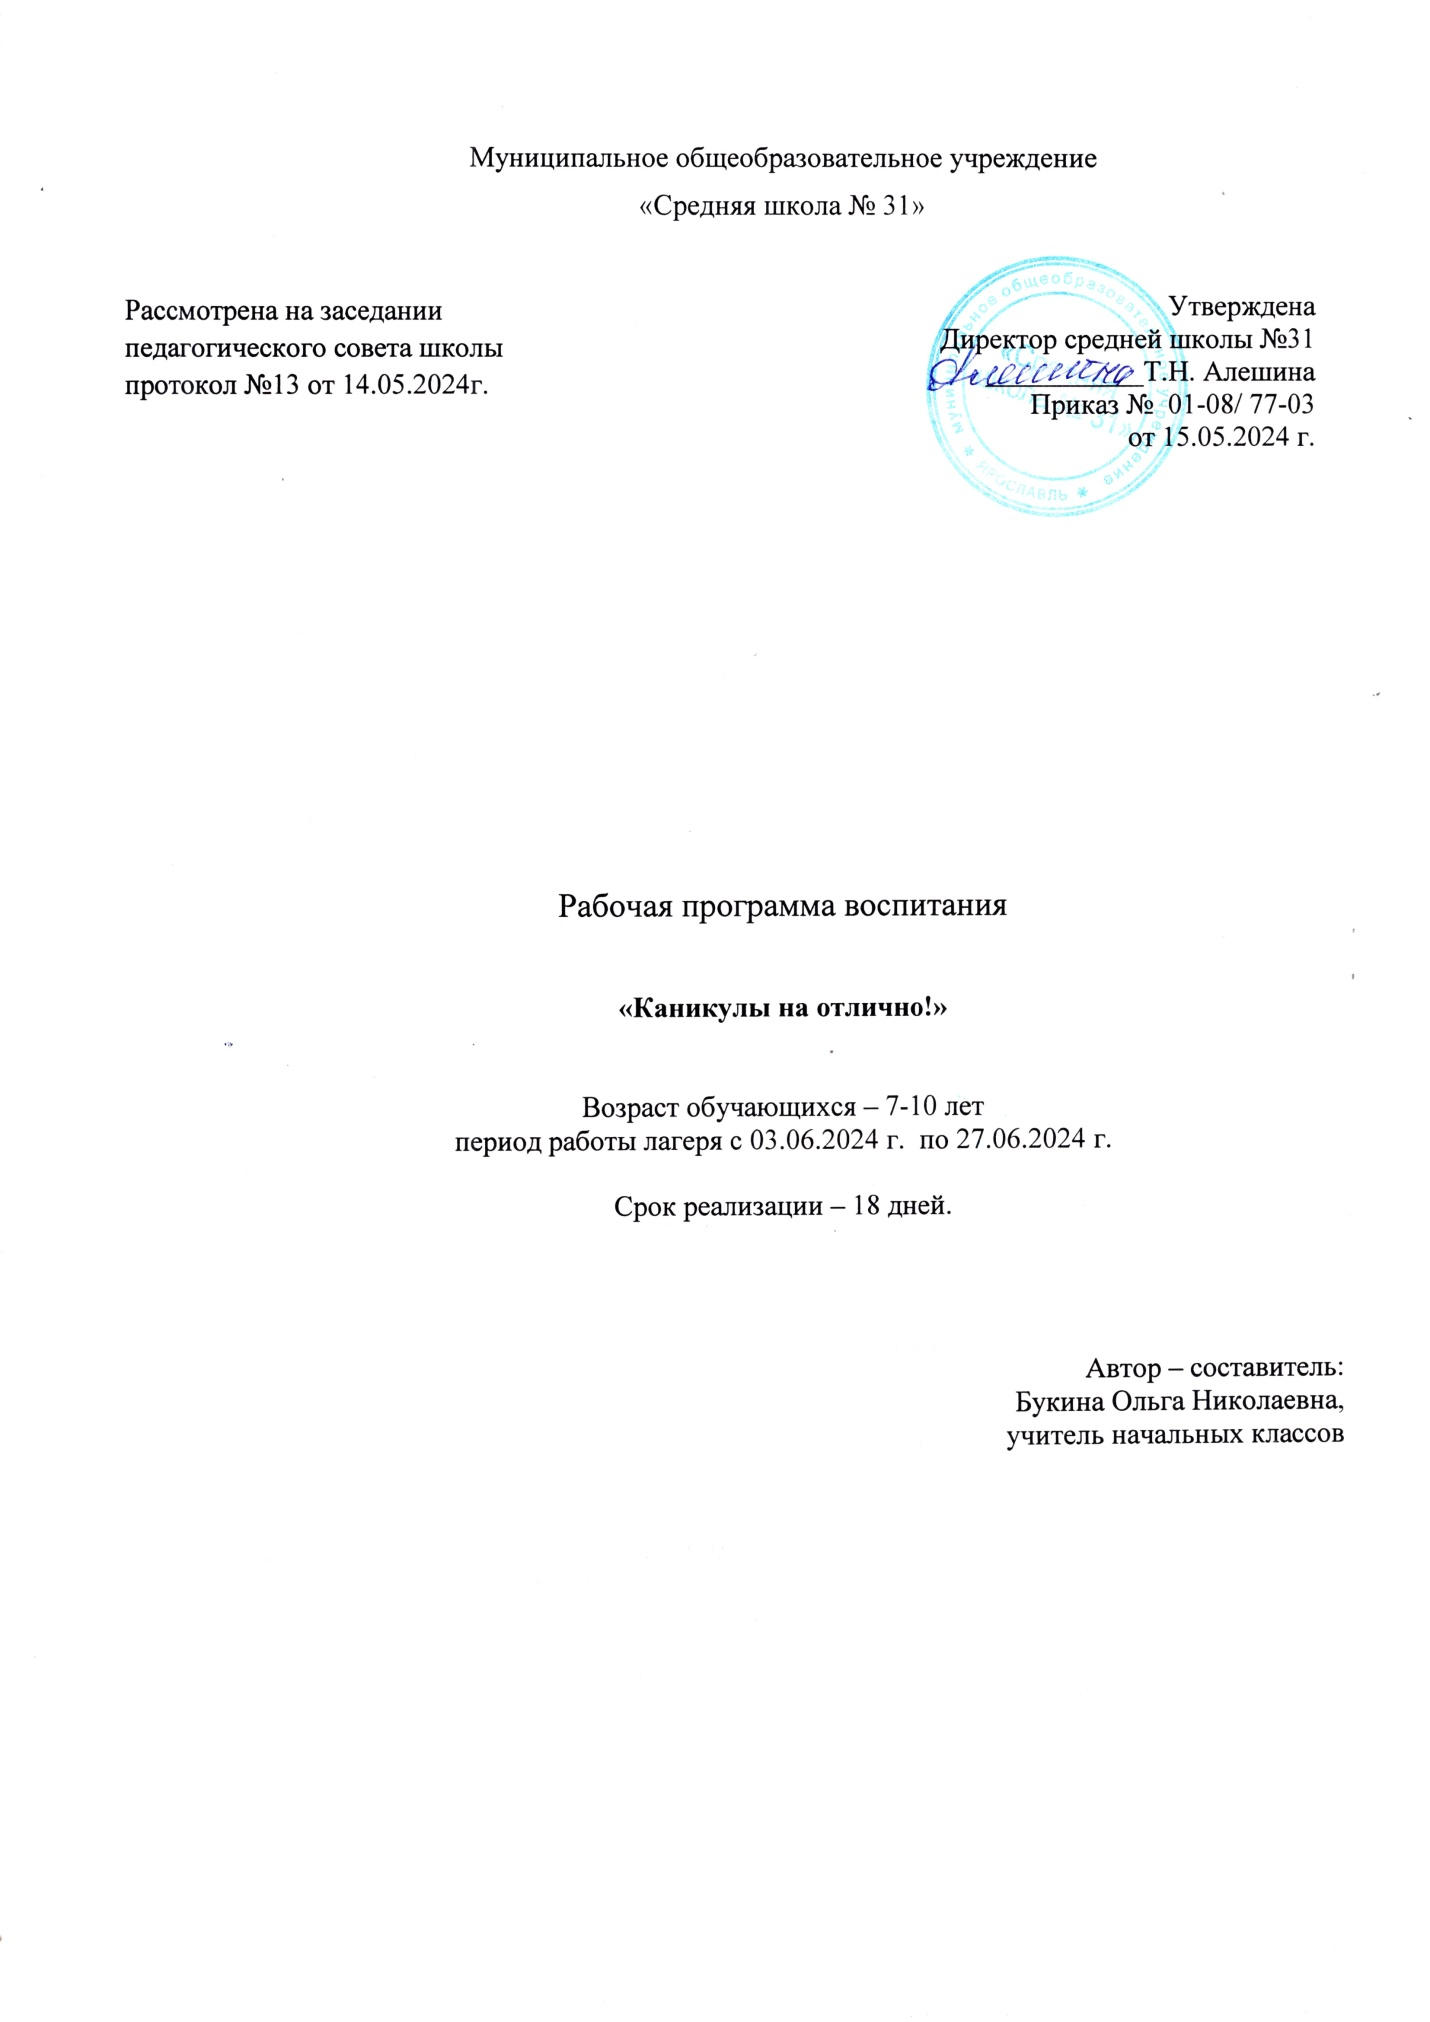 Муниципальное общеобразовательное учреждение
«Средняя школа № 31»
Рассмотрена на заседании
педагогического совета школы
протокол №13 от 14.05.2024г.
Утверждена
Директор средней школы №31
Алешина Т.Н. Алешина
Приказ № 01-08/ 77-03
от 15.05.2024 г.
ЯРОСЛАВЛЬ
Рабочая программа воспитания
«Каникулы на отлично!»
Возраст обучающихся – 7-10 лет
период работы лагеря с 03.06.2024 г. по 27.06.2024 г.
Срок реализации – 18 дней.
Автор – составитель:
Букина Ольга Николаевна,
учитель начальных классов